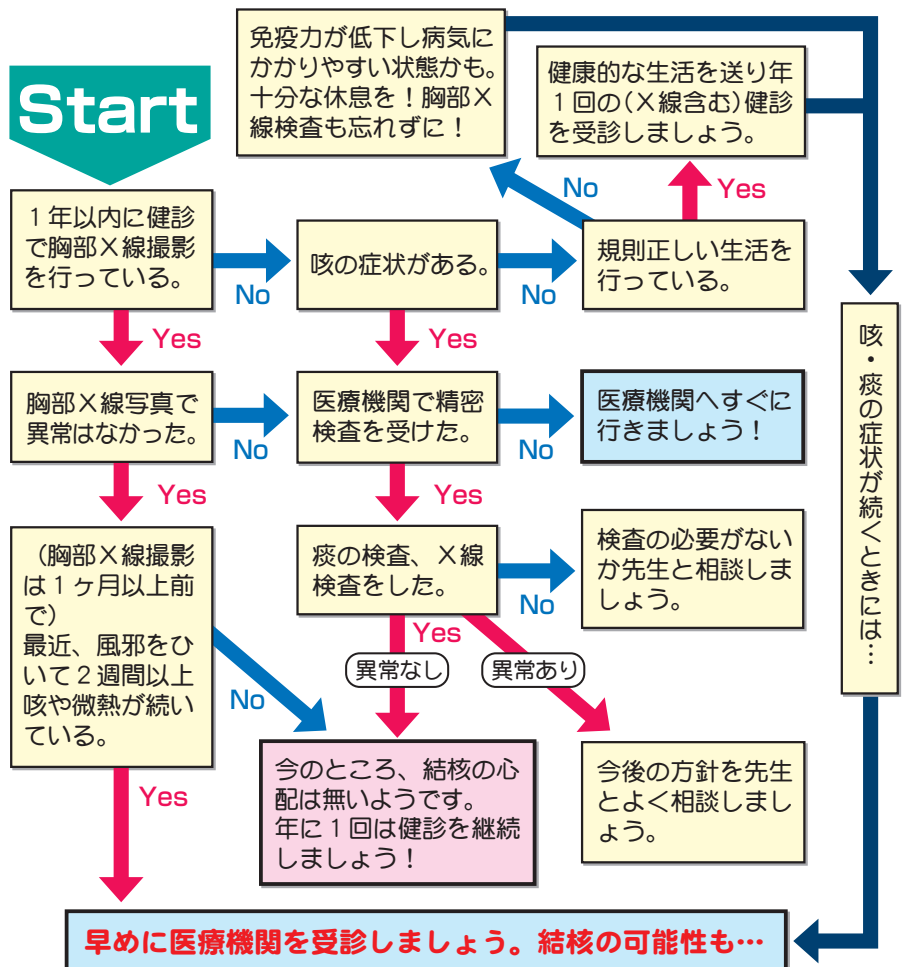 免疫力が低下し病気に
かかりやすい状態かも。
十分な休息を！胸部X
線検査も忘れずに！
健康的な生活を送り年
１回の(X線含む)健診
を受診しましょう。
Start
No
Yes
１年以内に健診
で胸部X線撮影
を行っている。
No
咳の症状がある。
No
規則正しい生活を
行っている。
Yes
Yes
咳・痰の症状が続くときには…
胸部X線写真で
異常はなかった。
No
医療機関で精密
検査を受けた。
No
医療機関へすぐに
行きましょう！
Yes
Yes
（胸部X線撮影
は１ヶ月以上前
で）
最近、風邪をひ
いて２週間以上
咳や微熱が続い
ている。
痰の検査、X線
検査をした。
No
検査の必要がない
か先生と相談しま
しょう。
Yes
異常なし
異常あり
No
今のところ、結核の心
配は無いようです。
年に１回は健診を継続
しましょう！
今後の方針を先生
とよく相談しましょ
う。
Yes
早めに医療機関を受診しましょう。結核の可能性も…